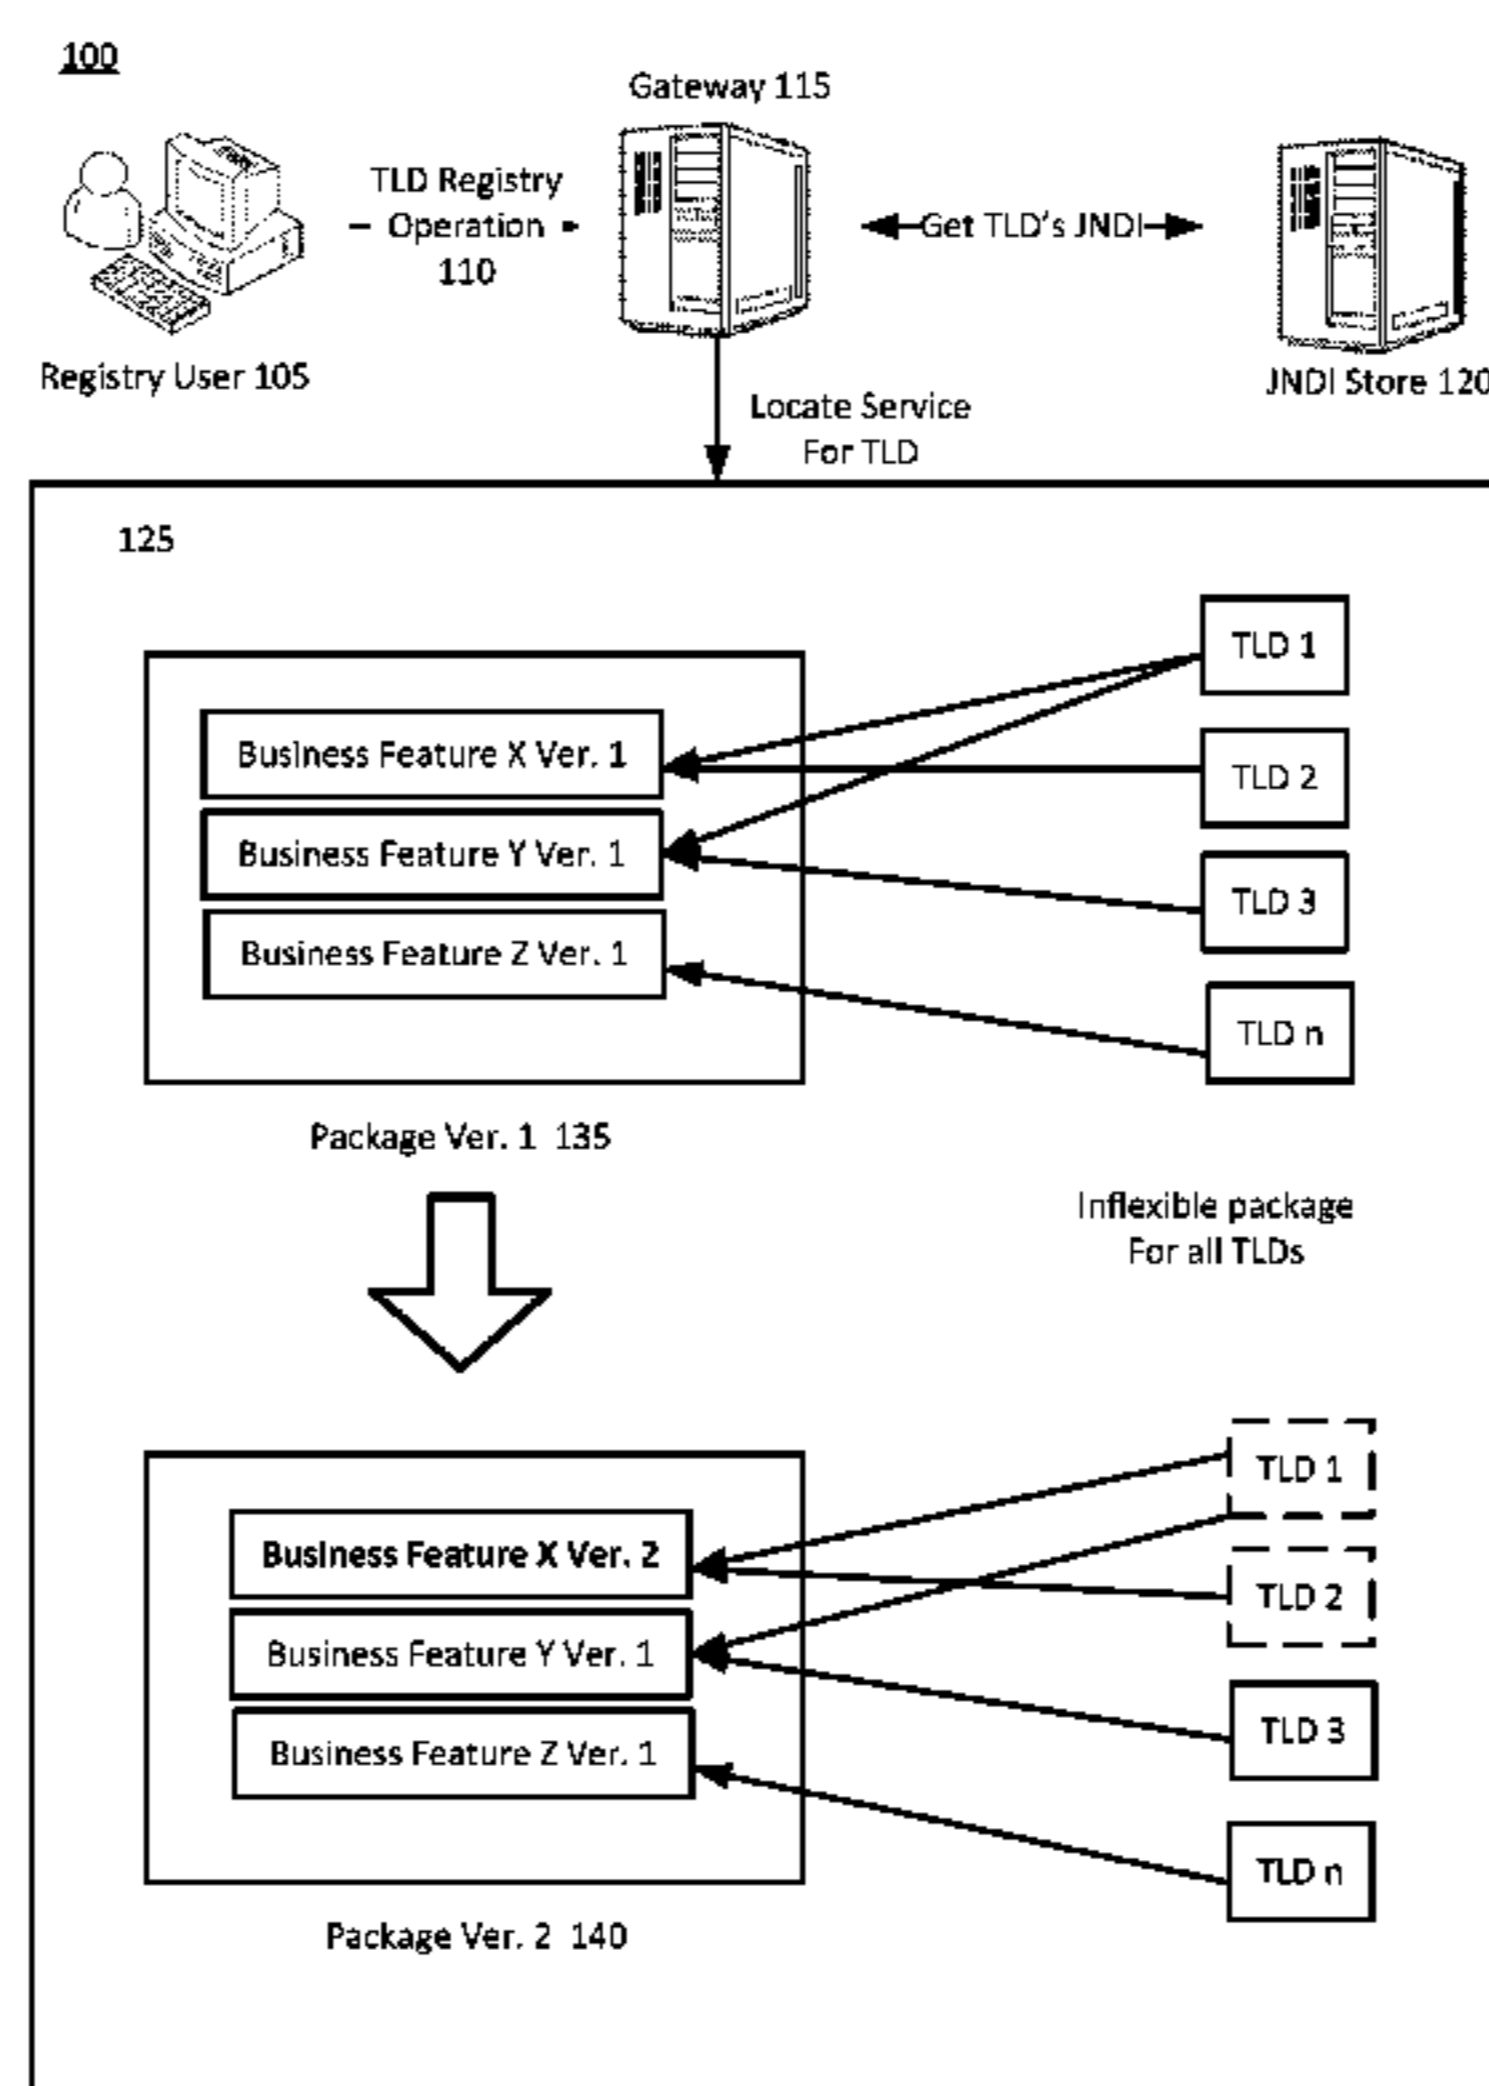 100
Gateway 115
TLD Registry
Operation
110
Get TLD's JNDI
Registry User 105
JNDI Store 120
Locate Service
For TLD
125
TLD 1
Business Feature X Ver. 1
TLD 2
Business Feature Y Ver. 1
TLD 3
Business Feature Z Ver. 1
TLD n
Package Ver. 1 135
Inflexible package
For all TLDs
TLD 1
Business Feature X Ver. 2
TLD 2
Business Feature Y Ver. 1
TLD 3
Business Feature Z Ver. 1
TLD n
Package Ver. 2 140